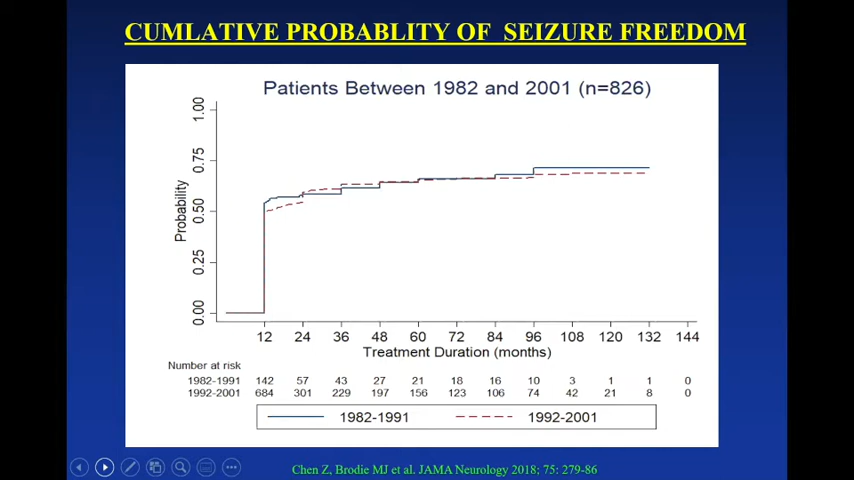 CUMLATIVE PROBABLITY OF SEIZURE FREEDOM
Patients Between 1982 and 2001 (n=826)
1.00
0.75
0.50
0.25
0.00
Probability
12 24 36 48 60 72 84 96 108 120 132 144
Treatment Duration (months)
Number at risk
1982-1991 142 57 43 27 21 18 16 10 3 1 1 0
1992-2001 684 301 229 197 156 123 106 74 42 21 8 0
1982-1991 1992-2001
Chen Z, Brodie MJ et al. JAMA Neurology 2018; 75: 279-86